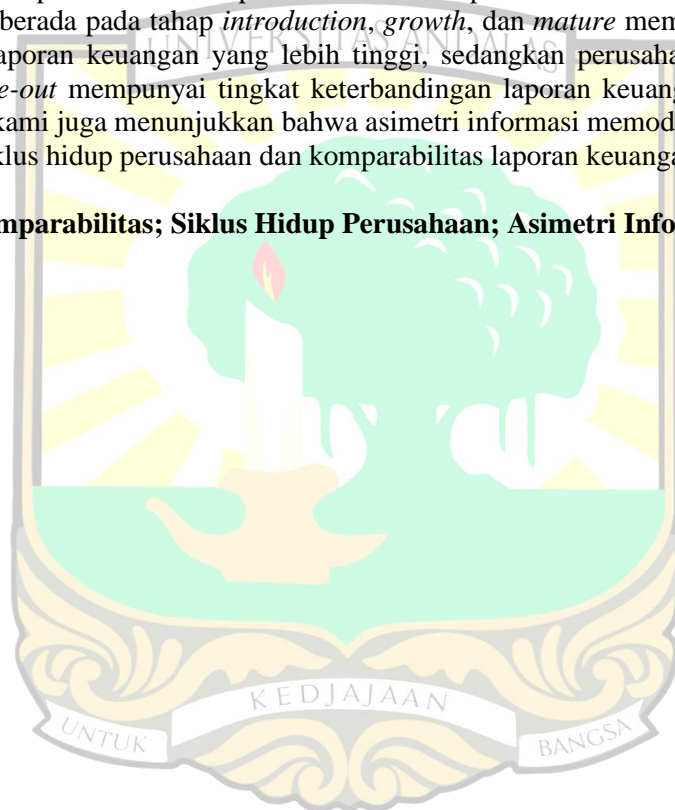 berada pada tahap introduction, growth, dan mature mem
UNIVERSITAS ANDALAS
aporan keuangan yang lebih tinggi, sedangkan perusaha
e-out mempunyai tingkat keterbandingan laporan keuang
kami juga menunjukkan bahwa asimetri informasi memod
klus hidup perusahaan dan komparabilitas laporan keuanga
mparabilitas; Siklus Hidup Perusahaan; Asimetri Info
UNTUK
KEDJAJAAN
BANGSA